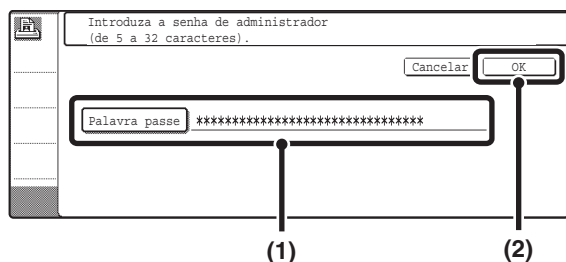 Introduza a senha de administrador
(de 5 a 32 caracteres).
Cancelar OK
Palavra passe ********************************
(1) (2)